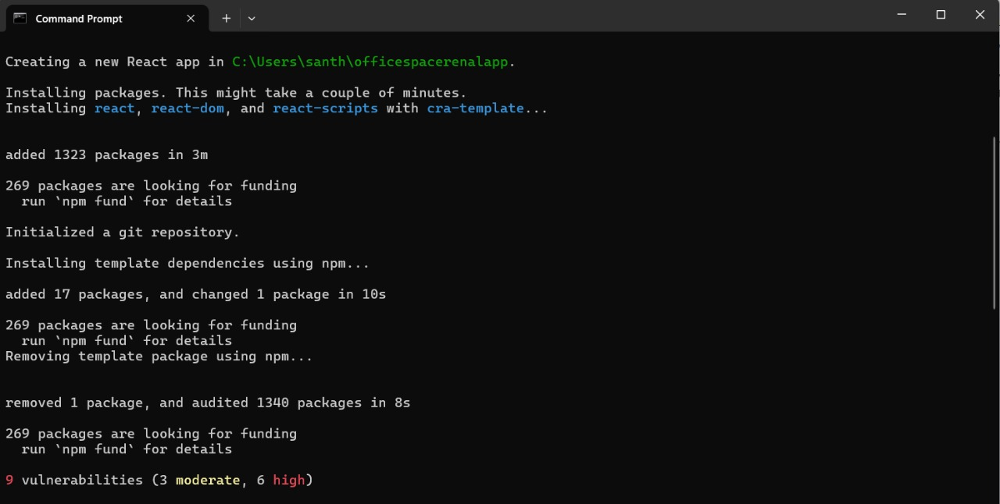 Command Prompt
Creating a new React app in C:\Users\santh\officespacerenalapp.
Installing packages. This might take a couple of minutes.
Installing react, react-dom, and react-scripts with cra-template...
added 1323 packages in 3m
269 packages are looking for funding
  run `npm fund` for details
Initialized a git repository.
Installing template dependencies using npm...
added 17 packages, and changed 1 package in 10s
269 packages are looking for funding
  run `npm fund` for details
Removing template package using npm...
removed 1 package, and audited 1340 packages in 8s
269 packages are looking for funding
  run `npm fund` for details
9 vulnerabilities (3 moderate, 6 high)